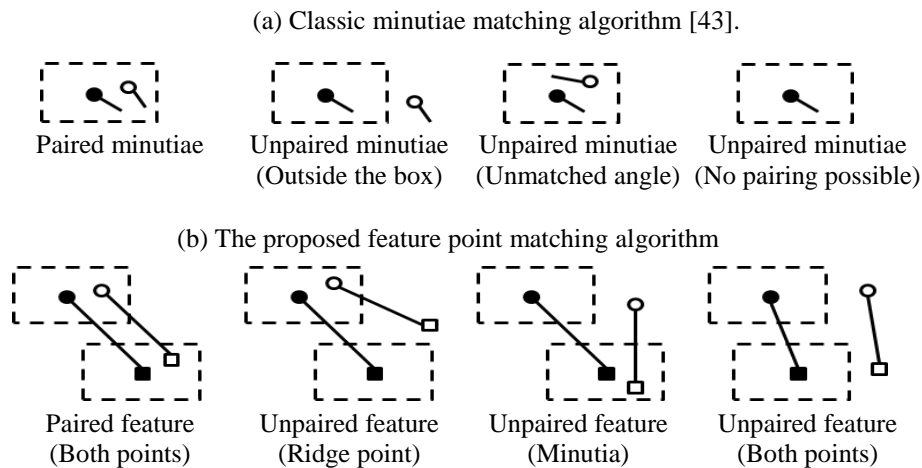 (a) Classic minutiae matching algorithm [43].
Paired minutiae
Unpaired minutiae
(Outside the box)
Unpaired minutiae
(Unmatched angle)
Unpaired minutiae
(No pairing possible)
(b) The proposed feature point matching algorithm
Paired feature
(Both points)
Unpaired feature
(Ridge point)
Unpaired feature
(Minutia)
Unpaired feature
(Both points)